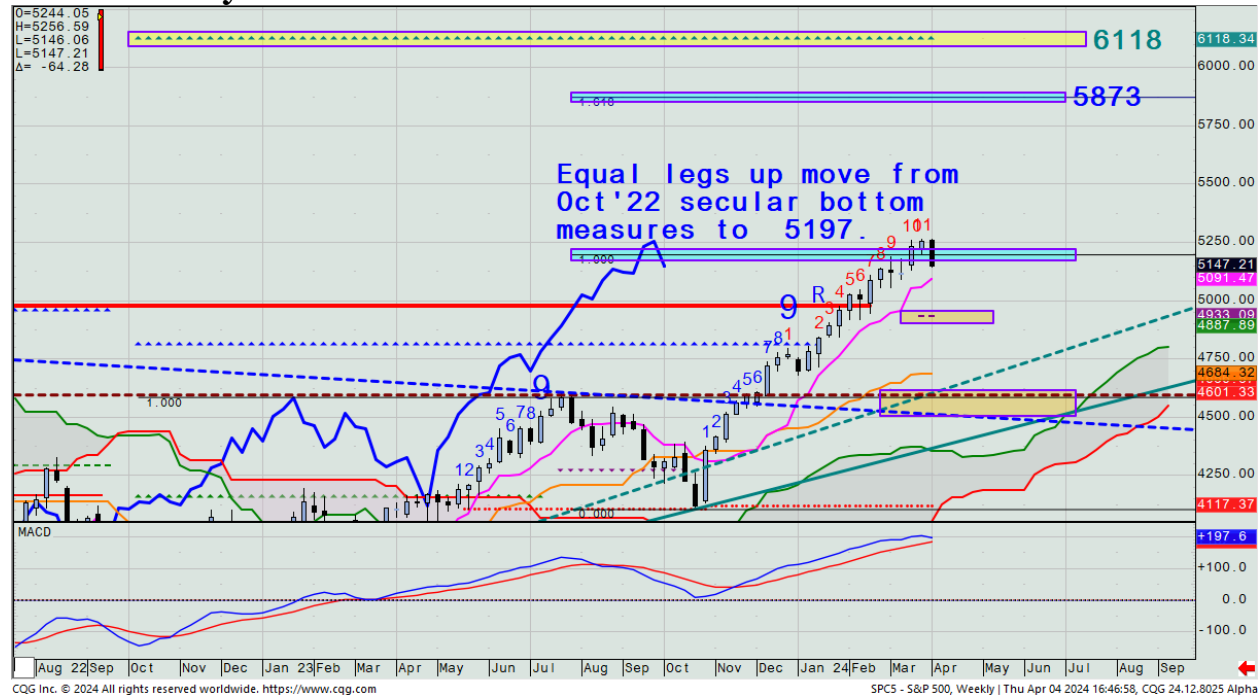 O=5244.05
H=5256.59
L=5146.06
L=5147.21
Δ= -64.28
6118
6118.34
6000.00
1.618
5873
5750.00
Equal legs up move from
Oct'22 secular bottom
measures to 5197.
5500.00
1.000
5250.00
5147.21
5091.47
5000.00
4933.09
4887.89
4750.00
4684.32
4601.33
4500.00
4250.00
4117.37
1.000
0.000
1 2 3 4 5 6 7 8 9
1 2 3 4 5 6 7 8 9
R
1 2 3 4 5 6 7 8 9 10 11
MACD
+197.6
+100.0
0.0
-100.0
Aug 22 Sep Oct Nov Dec Jan 23 Feb Mar Apr May Jun Jul Aug Sep Oct Nov Dec Jan 24 Feb Mar Apr May Jun Jul Aug Sep
CQG Inc. © 2024 All rights reserved worldwide. https://www.cqg.com
SPC5 - S&P 500, Weekly | Thu Apr 04 2024 16:46:58, CQG 24.12.8025 Alpha